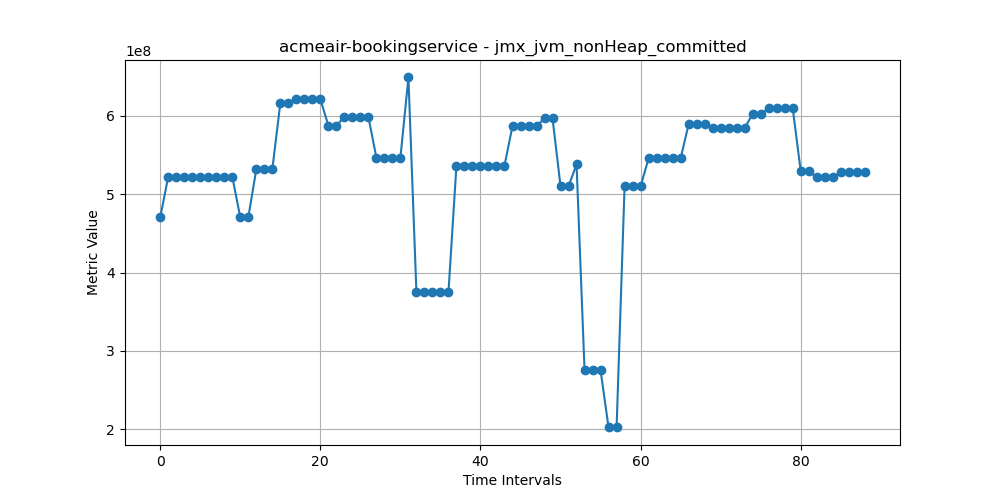 acmeair-bookingservice - jmx_jvm_nonHeap_committed
1e8
6
5
4
3
2
Metric Value
0 20 40 60 80
Time Intervals